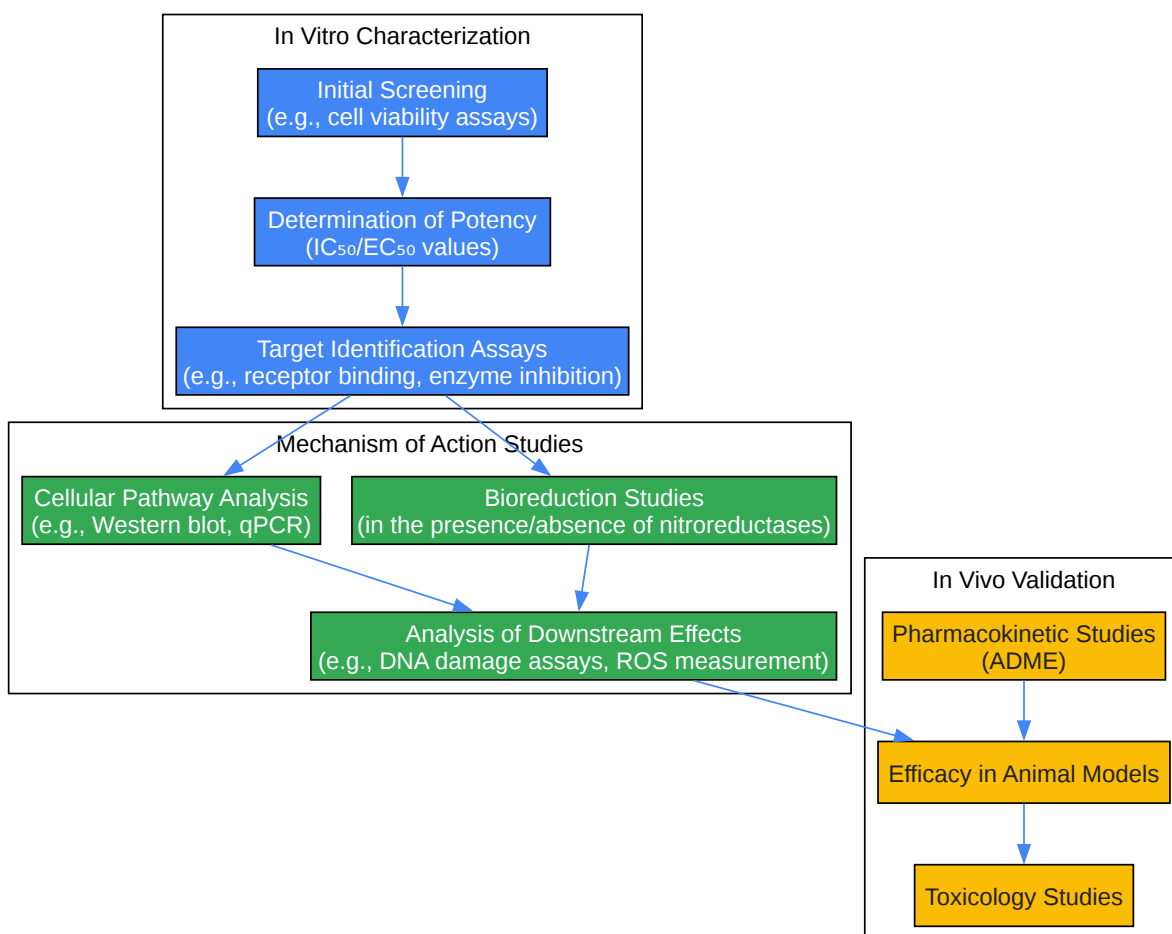 In Vitro Characterization
Initial Screening
(e.g., cell viability assays)
Determination of Potency
(IC₅₀/EC₅₀ values)
Target Identification Assays
(e.g., receptor binding, enzyme inhibition)
Mechanism of Action Studies
Cellular Pathway Analysis
(e.g., Western blot, qPCR)
Bioreduction Studies
(in the presence/absence of nitroreductases)
Analysis of Downstream Effects
(e.g., DNA damage assays, ROS measurement)
In Vivo Validation
Pharmacokinetic Studies
(ADME)
Efficacy in Animal Models
Toxicology Studies